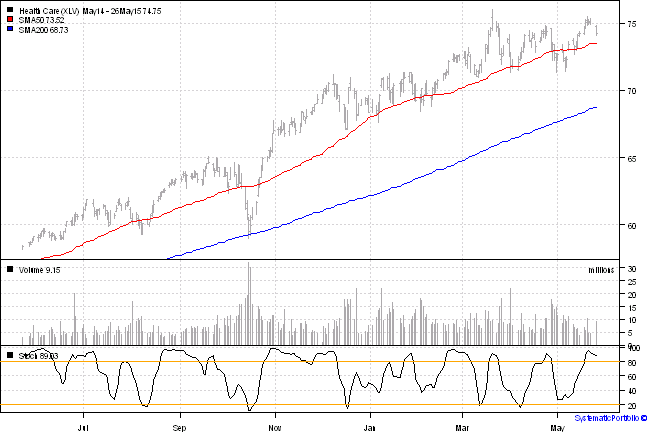 Health Care (XLV) May14 - 26May15 74.75
SMA50 73.52
SMA200 68.73
75
70
65
60
Volume 9.15
millions
30
25
20
15
10
5
0
Stoch 89.03
100
80
60
40
20
Jul Sep Nov Jan Mar May
SystematicPortfolio ©